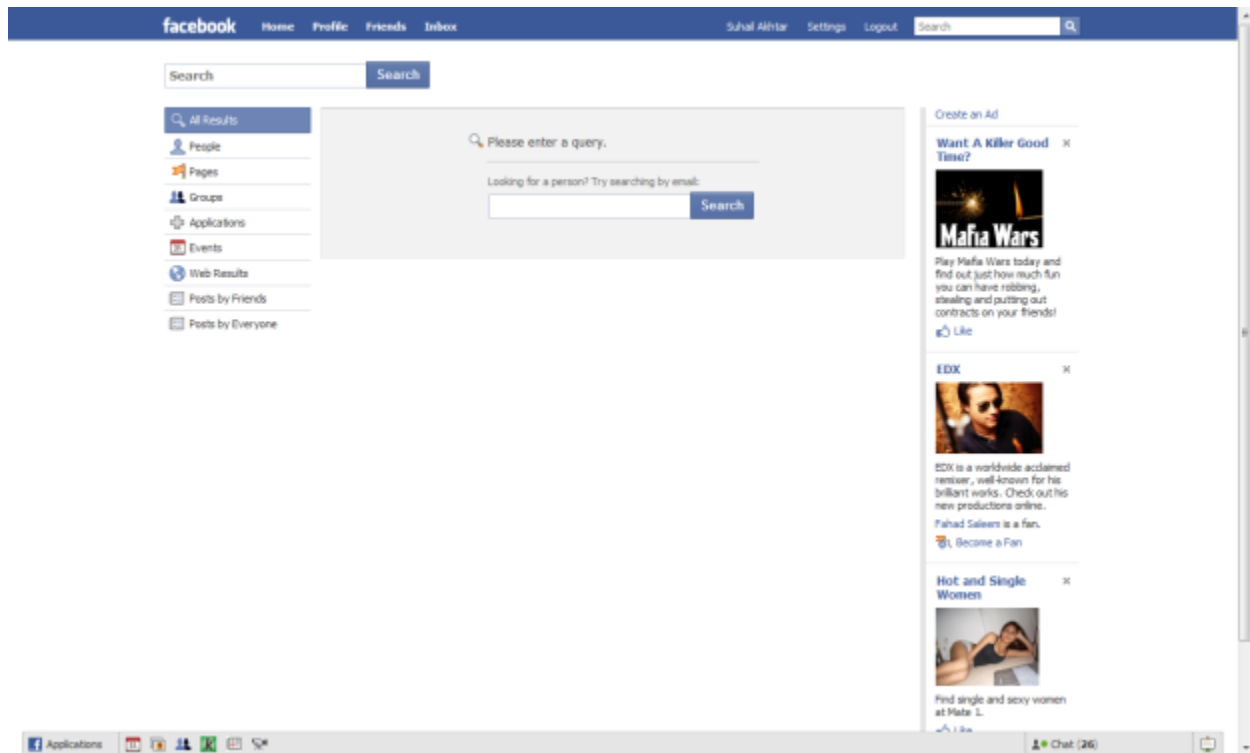 facebook Home Profile Friends Inbox Suhail Akhtar Settings Logout Search
Search Search
All Results
People
Pages
Groups
Applications
Events
Web Results
Posts by Friends
Posts by Everyone
Please enter a query.
Looking for a person? Try searching by email:
Search
Create an Ad
Want A Killer Good
Time?
Mafia Wars
Play Mafia Wars today and
find out just how much fun
you can have robbing,
stealing and putting out
contracts on your friends!
Like
EDX
EDX is a worldwide acclaimed
remixer, well-known for his
brilliant works. Check out his
new productions online.
Fahad Saleem is a fan.
Become a Fan
Hot and Single
Women
Find single and sexy women
at Mate 1.
Like
Applications Chat (26)